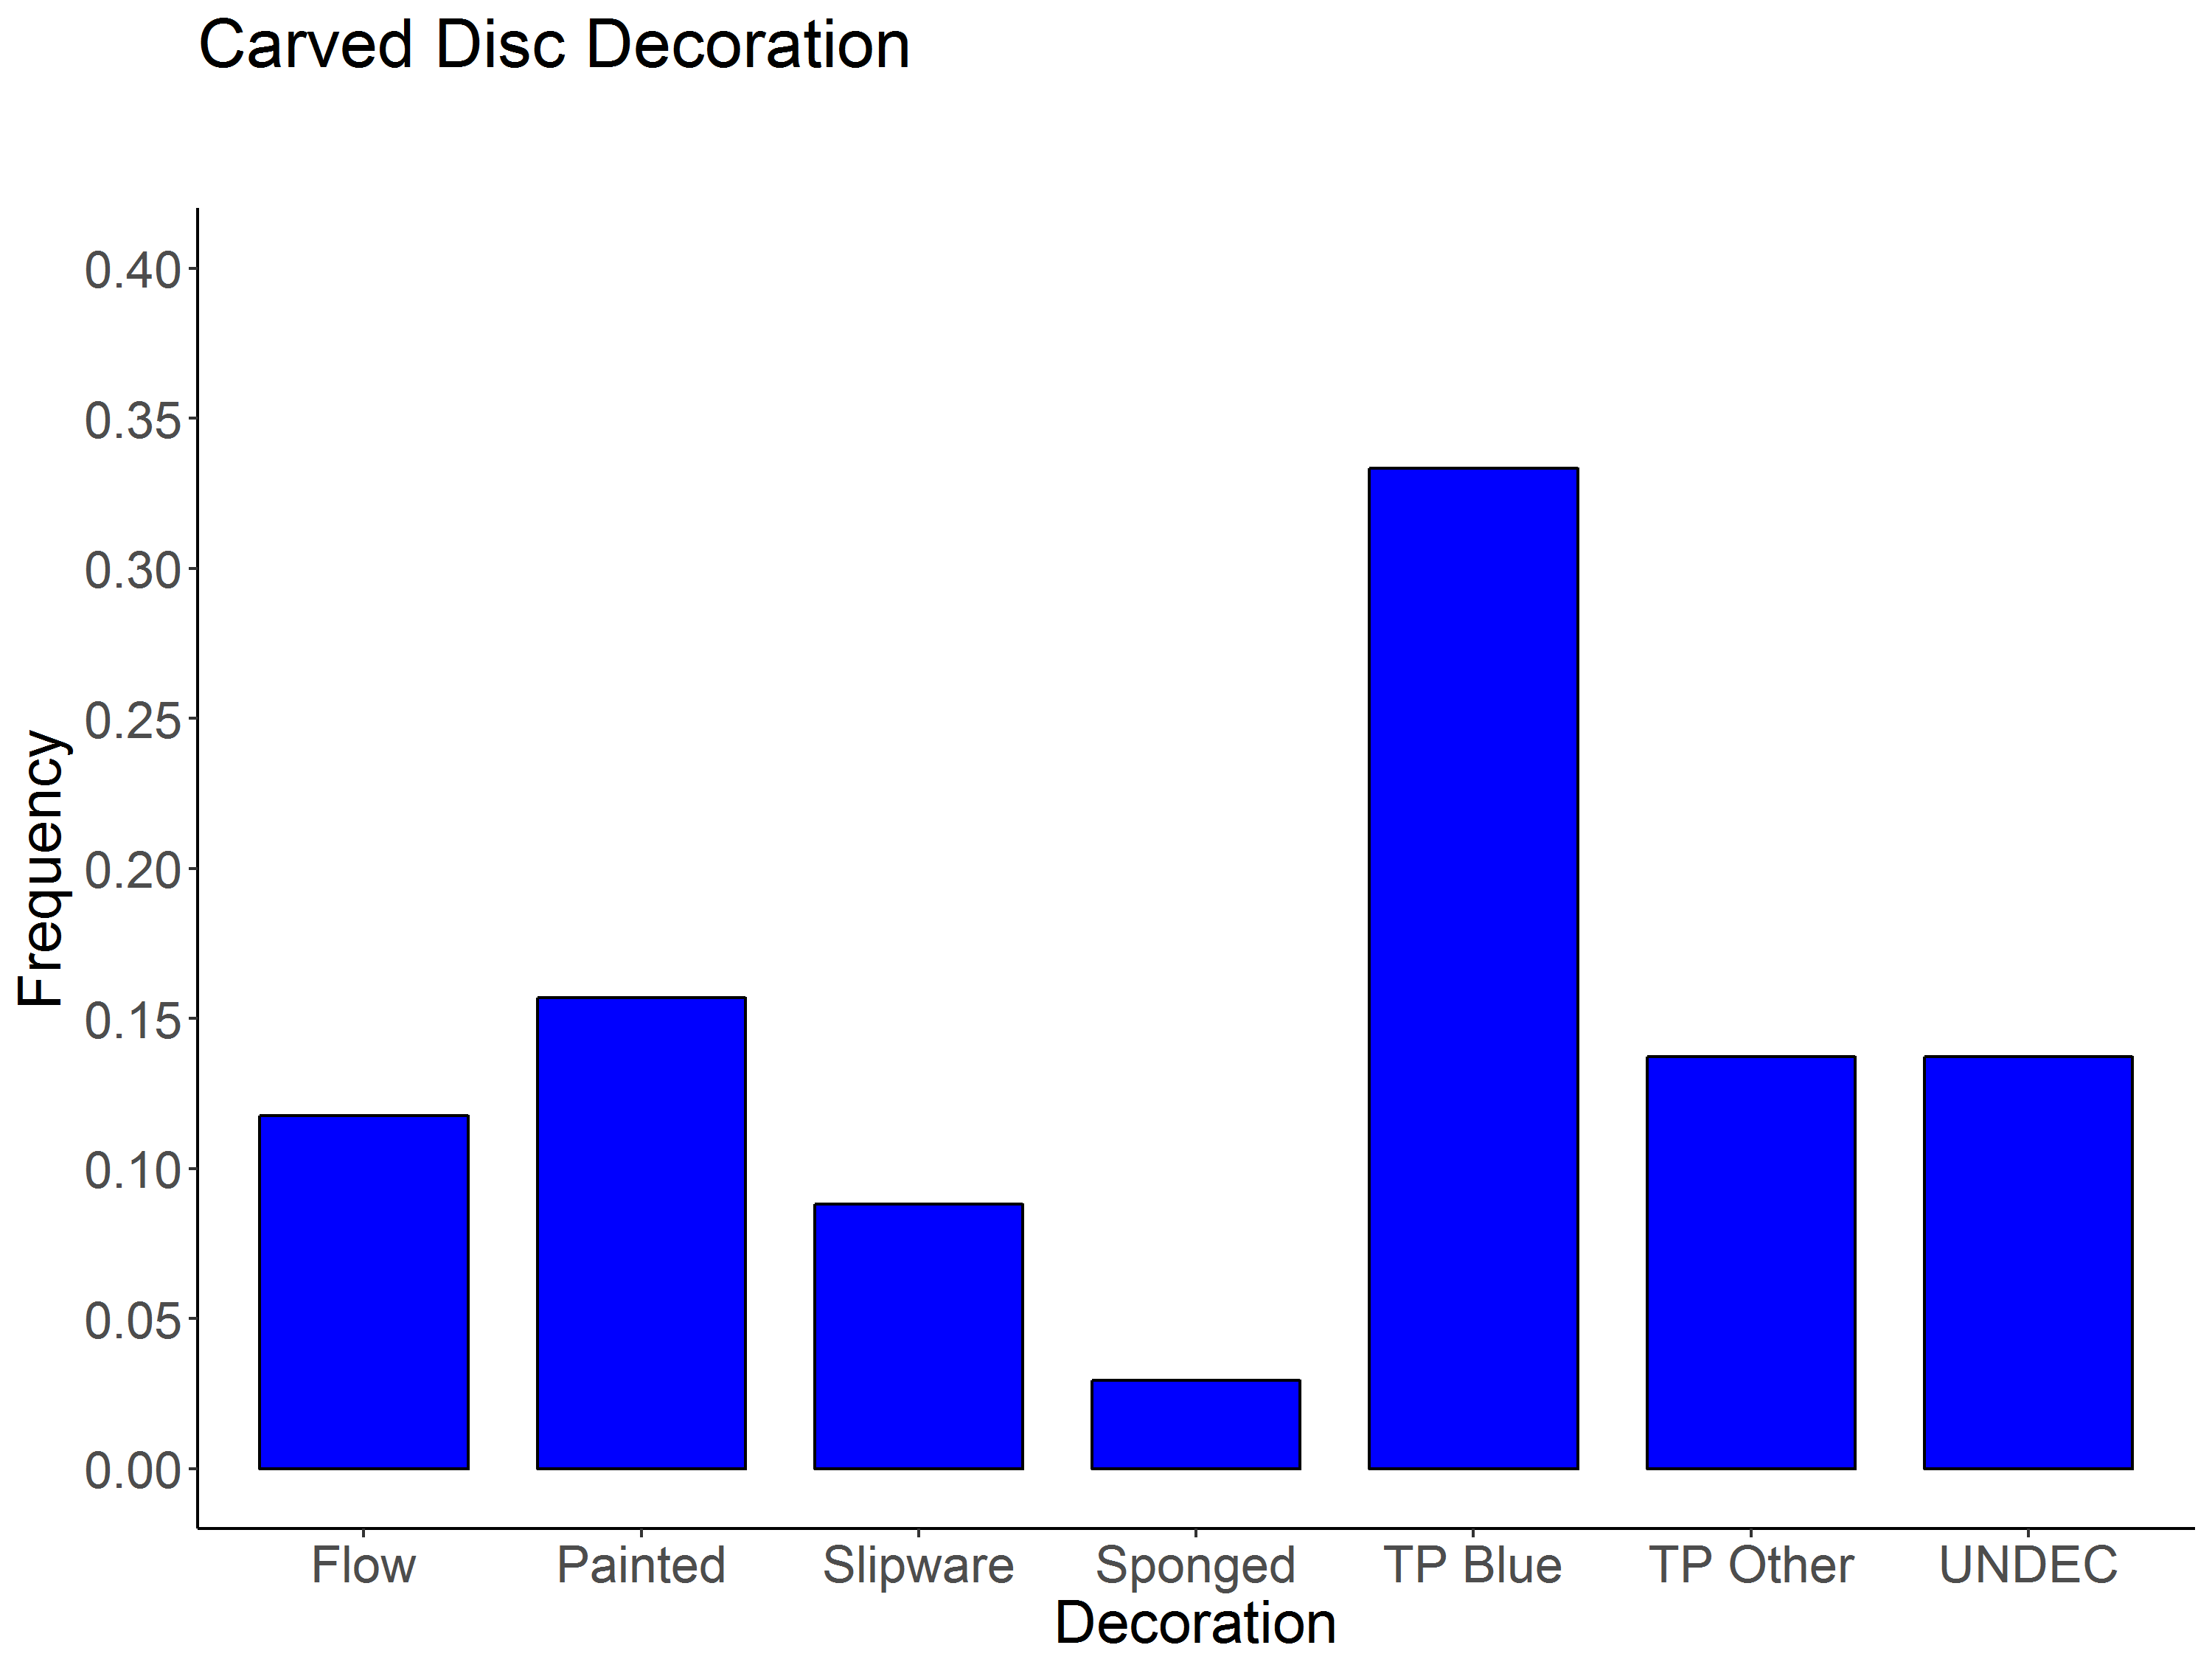 Carved Disc Decoration
0.40
0.35
0.30
0.25
0.20
0.15
0.10
0.05
0.00
Frequency
Flow Painted Slipware Sponged TP Blue TP Other UNDEC
Decoration